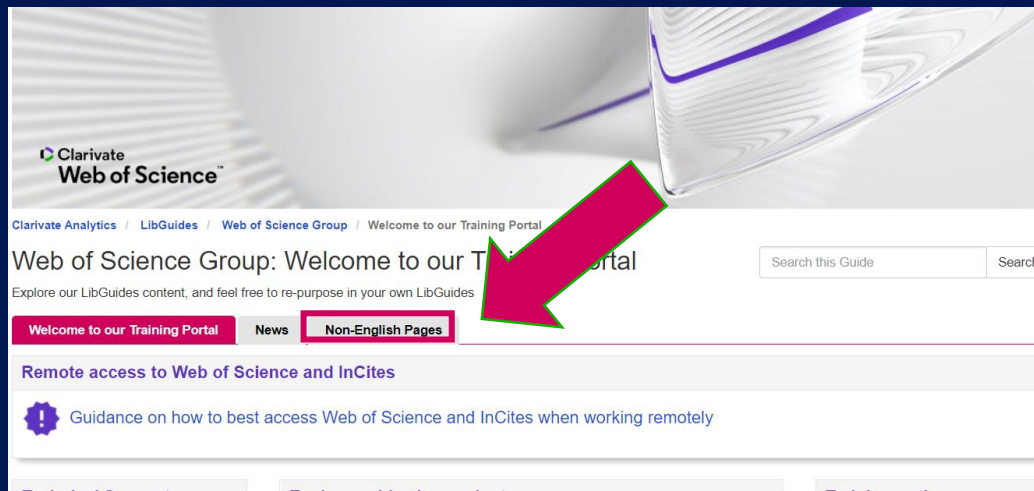 Clarivate
Web of Science™
Clarivate Analytics / LibGuides / Web of Science Group / Welcome to our Training Portal
Web of Science Group: Welcome to our T rtal
Search this Guide
Search
Explore our LibGuides content, and feel free to re-purpose in your own LibGuides
Welcome to our Training Portal
News
Non-English Pages
Remote access to Web of Science and InCites
Guidance on how to best access Web of Science and InCites when working remotely